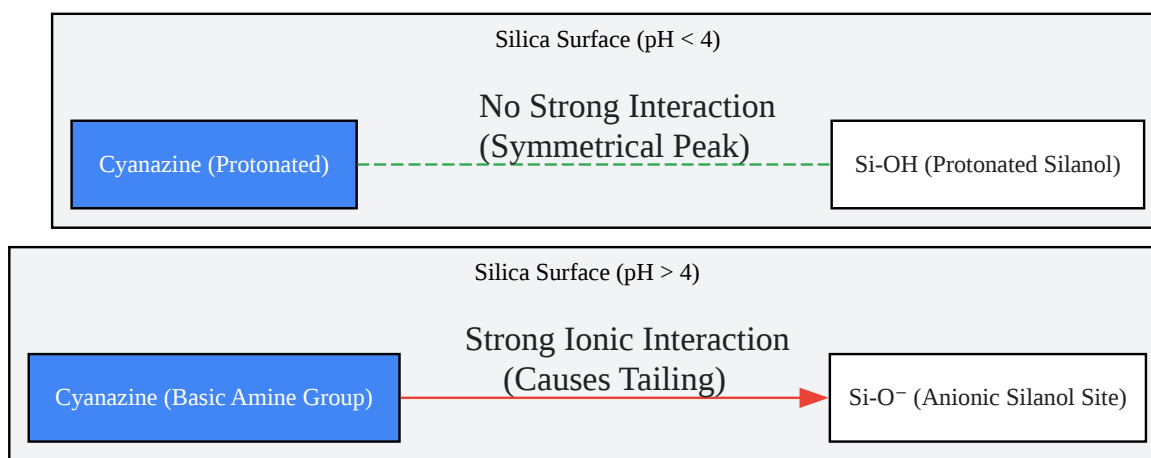 Silica Surface (pH < 4)
No Strong Interaction
(Symmetrical Peak)
Cyanazine (Protonated)
Si-OH (Protonated Silanol)
Silica Surface (pH > 4)
Strong Ionic Interaction
(Causes Tailing)
Cyanazine (Basic Amine Group)
Si-O⁻ (Anionic Silanol Site)